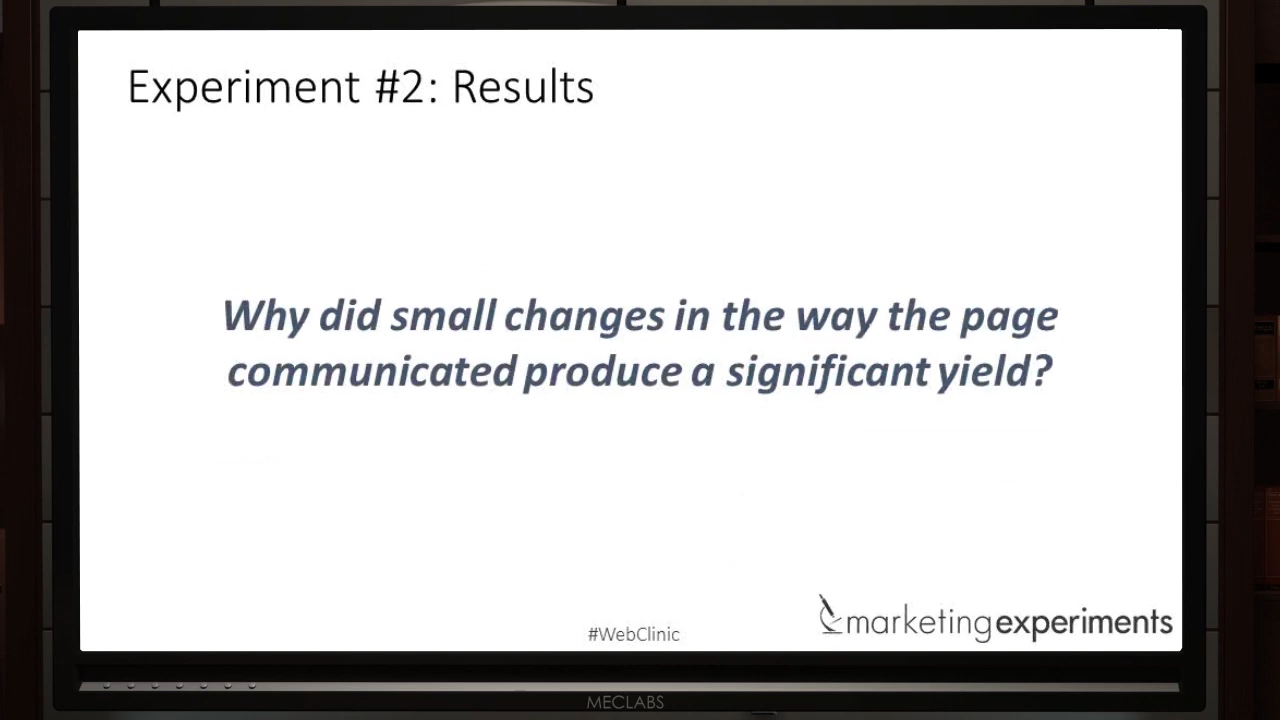 Experiment #2: Results
Why did small changes in the way the page
communicated produce a significant yield?
#WebClinic
marketingexperiments
MECLABS